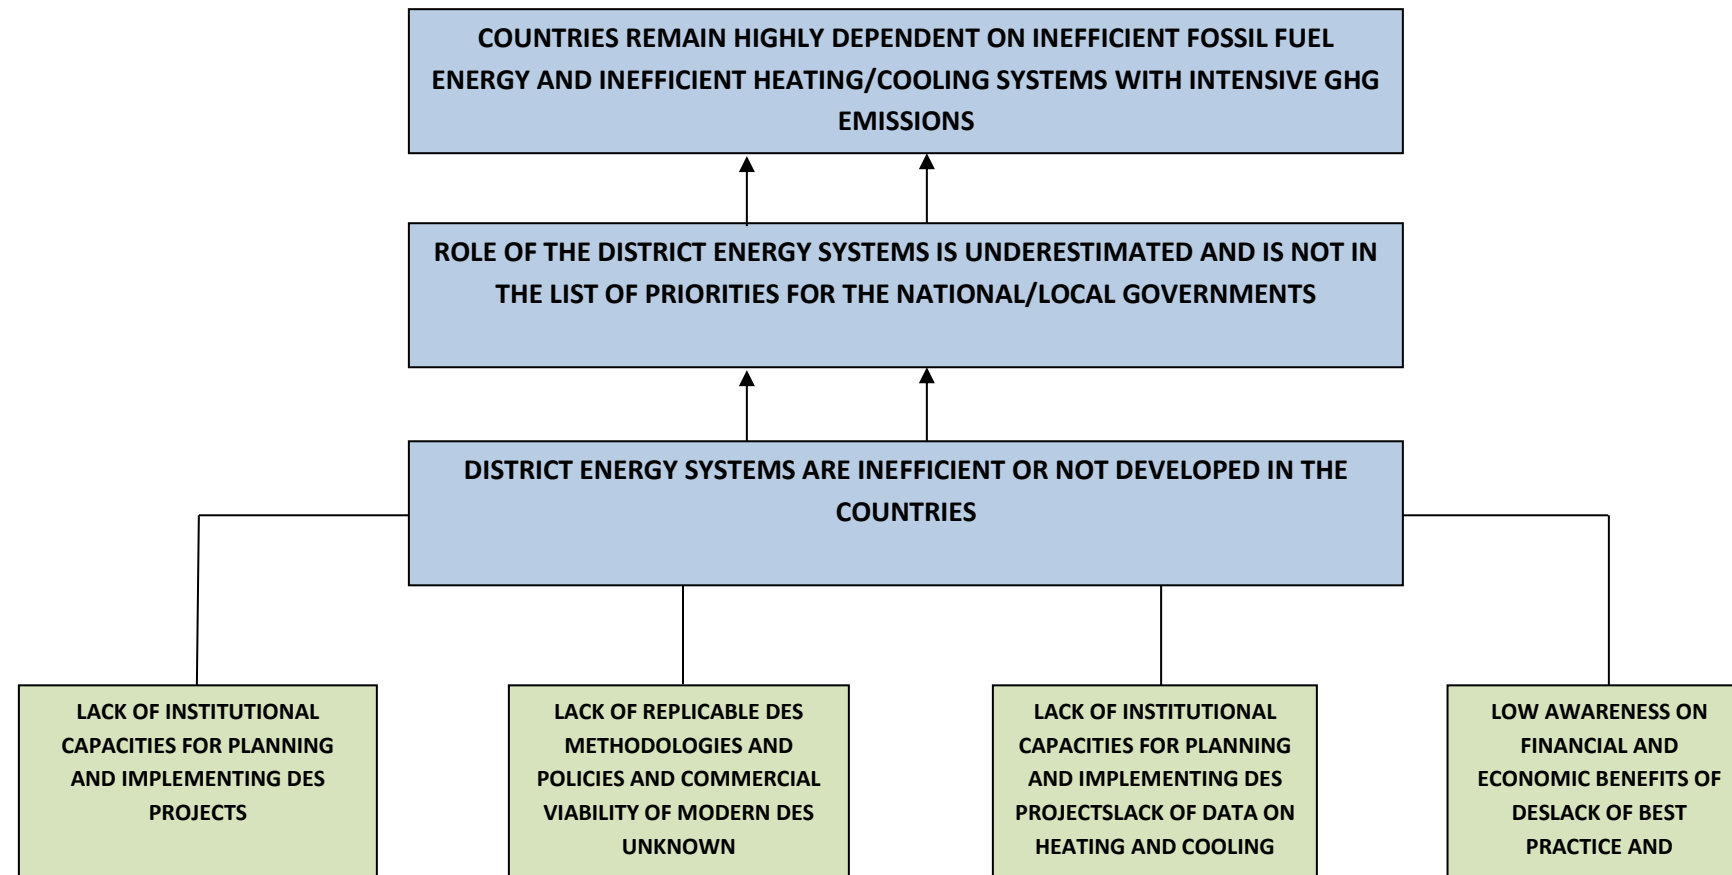 COUNTRIES REMAIN HIGHLY DEPENDENT ON INEFFICIENT FOSSIL FUEL
ENERGY AND INEFFICIENT HEATING/COOLING SYSTEMS WITH INTENSIVE GHG
EMISSIONS
ROLE OF THE DISTRICT ENERGY SYSTEMS IS UNDERESTIMATED AND IS NOT IN
THE LIST OF PRIORITIES FOR THE NATIONAL/LOCAL GOVERNMENTS
DISTRICT ENERGY SYSTEMS ARE INEFFICIENT OR NOT DEVELOPED IN THE
COUNTRIES
LACK OF INSTITUTIONAL
CAPACITIES FOR PLANNING
AND IMPLEMENTING DES
PROJECTS
LACK OF REPLICABLE DES
METHODOLOGIES AND
POLICIES AND COMMERCIAL
VIABILITY OF MODERN DES
UNKNOWN
LACK OF INSTITUTIONAL
CAPACITIES FOR PLANNING
AND IMPLEMENTING DES
PROJECTSLACK OF DATA ON
HEATING AND COOLING
LOW AWARENESS ON
FINANCIAL AND
ECONOMIC BENEFITS OF
DESLACK OF BEST
PRACTICE AND